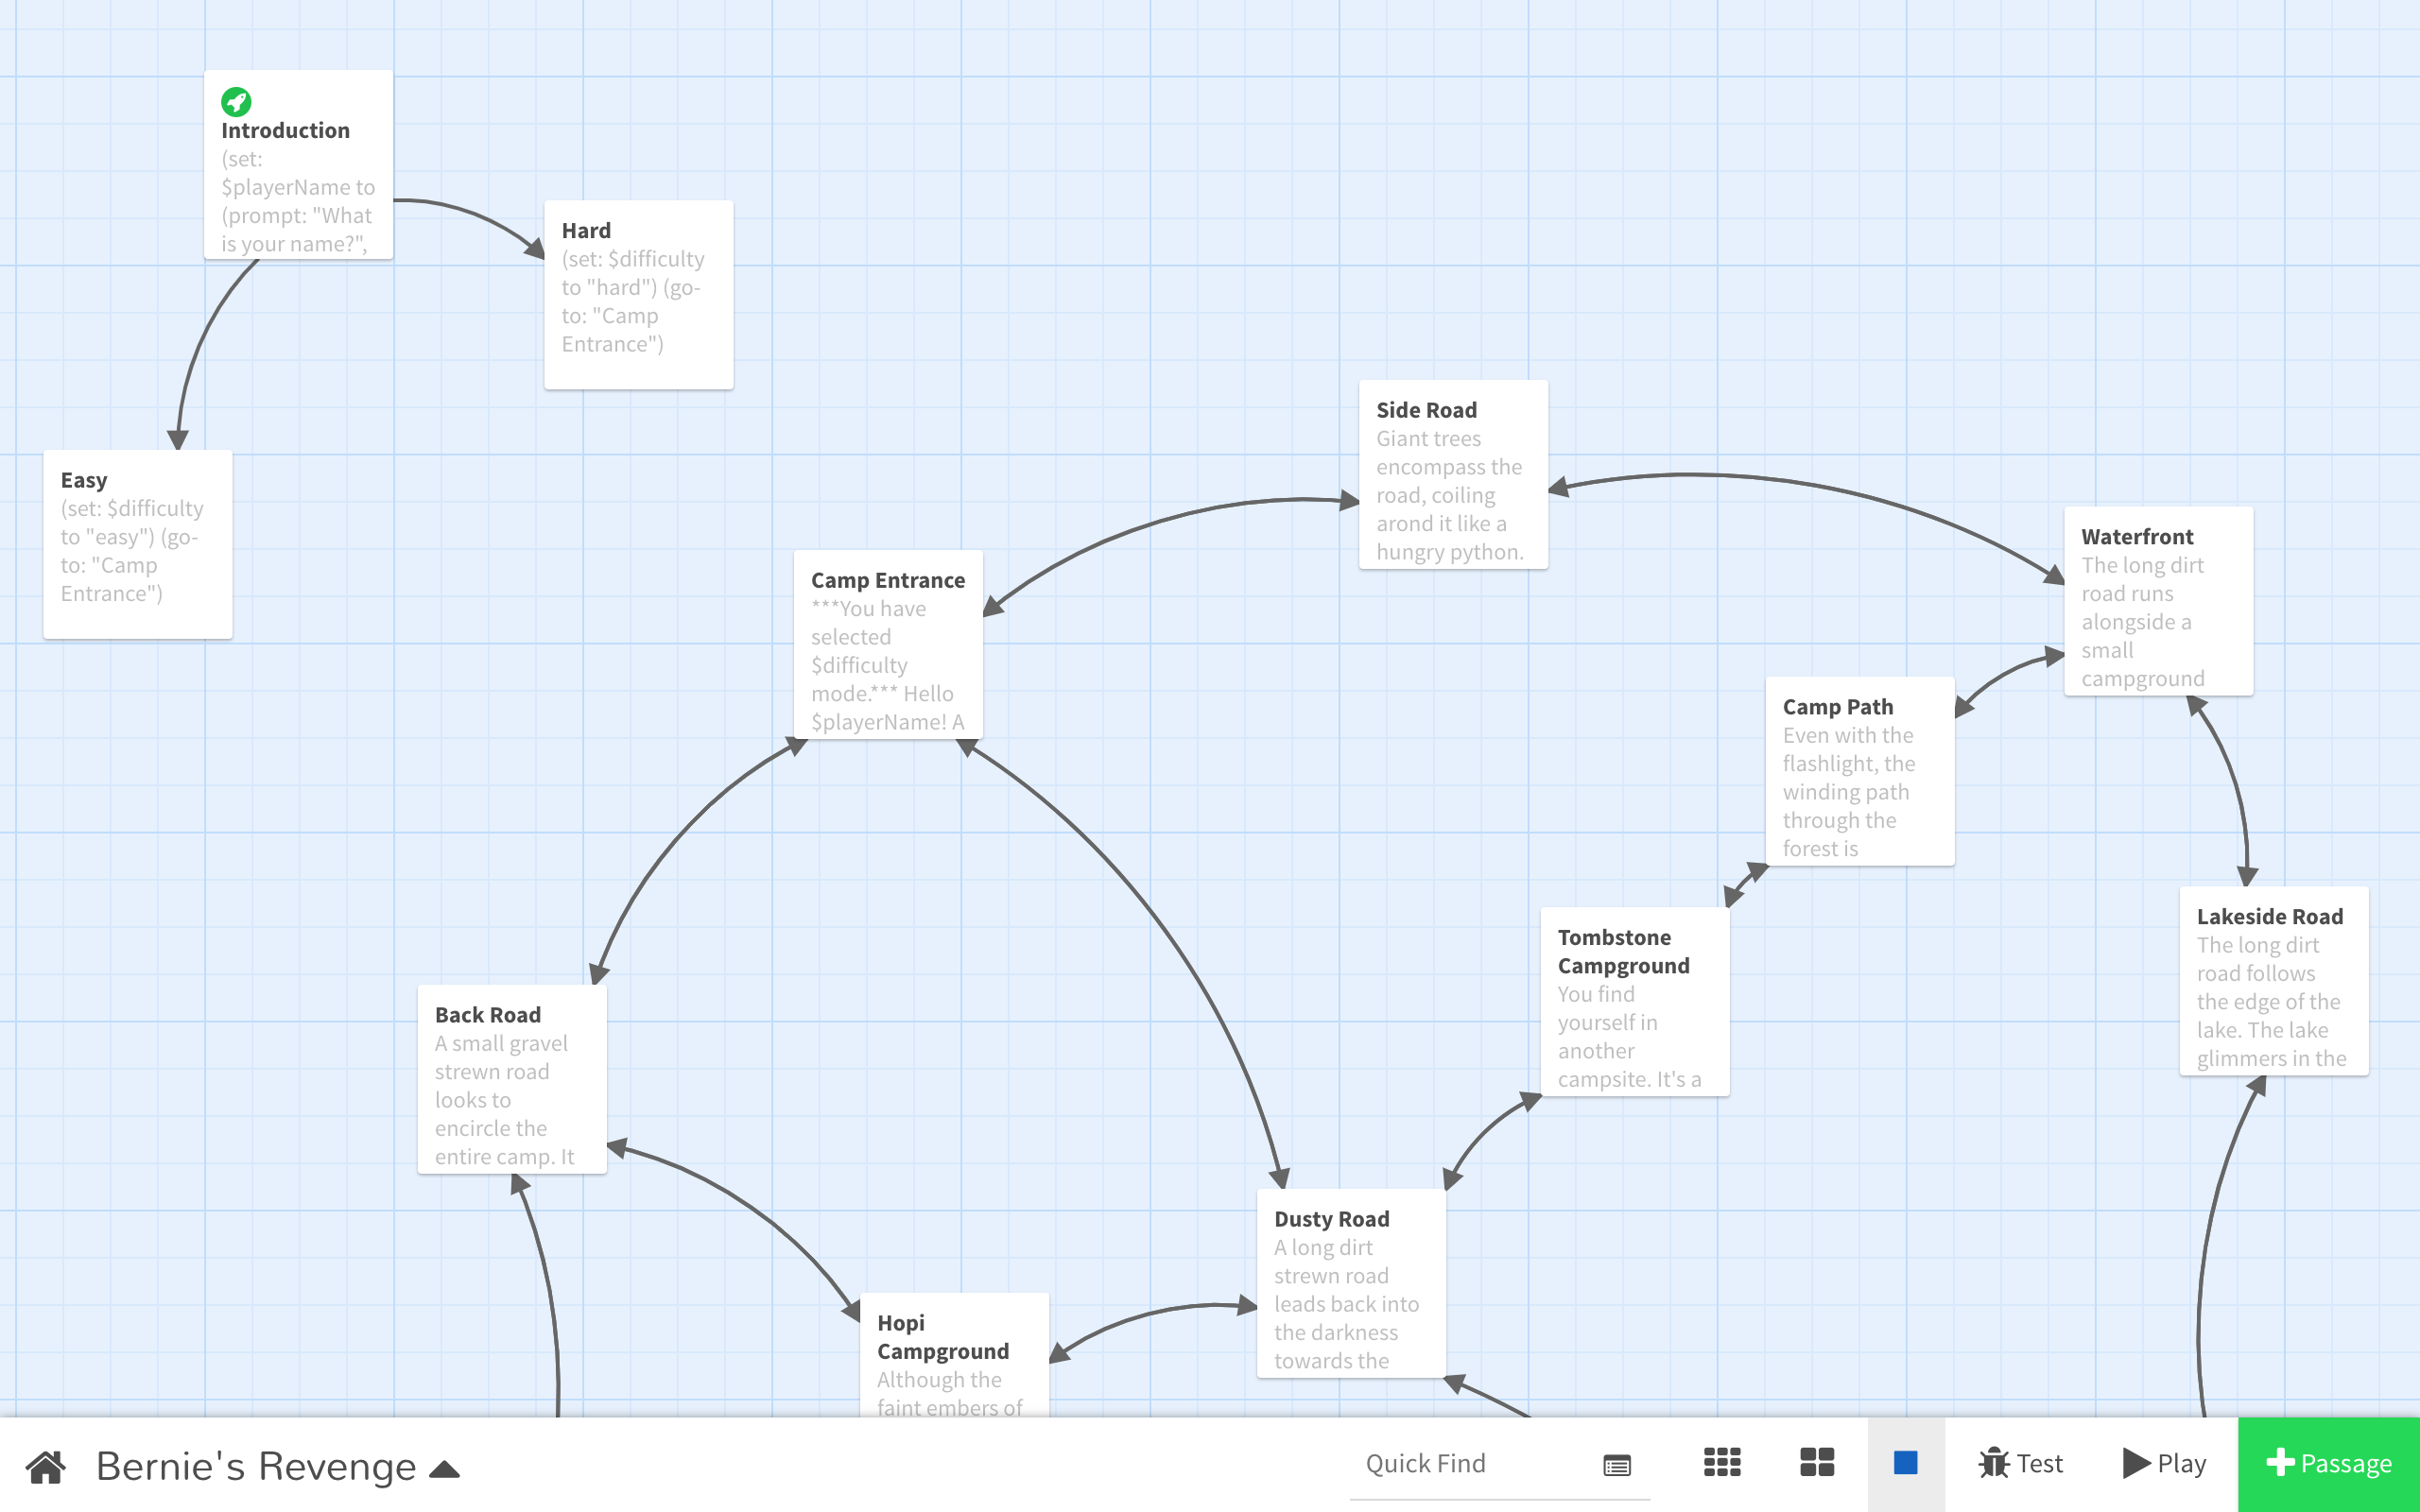 Introduction
(set:
$playerName to
(prompt: "What
is your name?",
Hard
(set: $difficulty
to "hard") (go-
to: "Camp
Entrance")
Easy
(set: $difficulty
to "easy") (go-
to: "Camp
Entrance")
Side Road
Giant trees
encompass the
road, coiling
arond it like a
hungry python.
Camp Entrance
***You have
selected
$difficulty
mode.*** Hello
$playerName! A
Waterfront
The long dirt
road runs
alongside a
small
campground
Camp Path
Even with the
flashlight, the
winding path
through the
forest is
Tombstone
Campground
You find
yourself in
another
campsite. It's a
Lakeside Road
The long dirt
road follows
the edge of the
lake. The lake
glimmers in the
Back Road
A small gravel
strewn road
looks to
encircle the
entire camp. It
Dusty Road
A long dirt
strewn road
leads back into
the darkness
towards the
Hopi
Campground
Although the
faint embers of
Bernie's Revenge
Quick Find
Test
Play
Passage